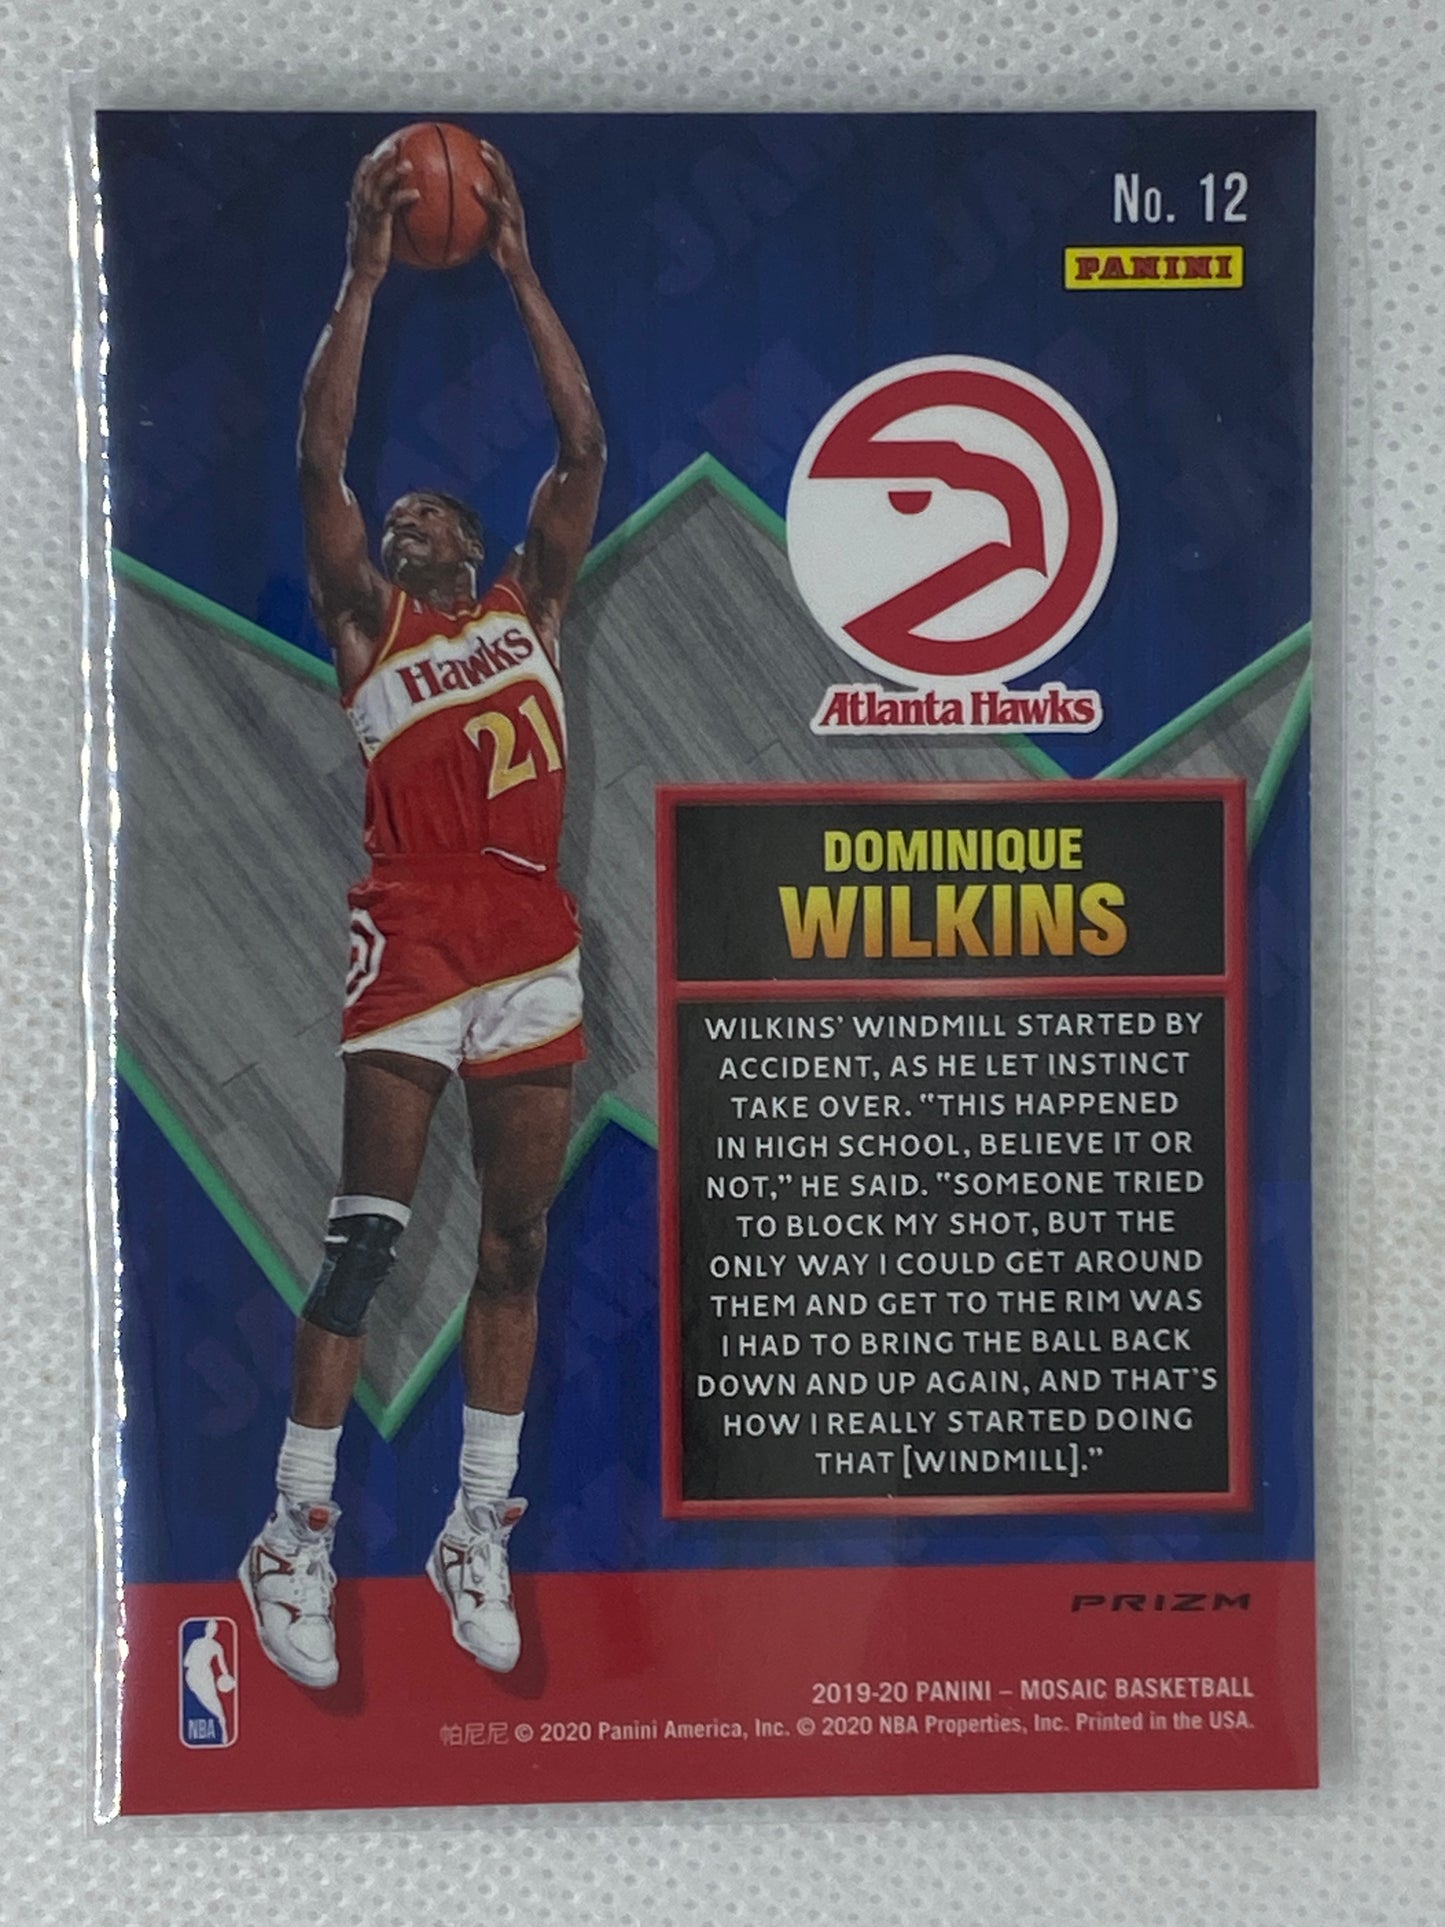 No. 12
PANINI
Hawks
21
Atlanta Hawks
DOMINIQUE
WILKINS
WILKINS' WINDMILL STARTED BY
ACCIDENT, AS HE LET INSTINCT
TAKE OVER. "THIS HAPPENED
IN HIGH SCHOOL, BELIEVE IT OR
NOT," HE SAID. "SOMEONE TRIED
TO BLOCK MY SHOT, BUT THE
ONLY WAY I COULD GET AROUND
THEM AND GET TO THE RIM WAS
I HAD TO BRING THE BALL BACK
DOWN AND UP AGAIN, AND THAT'S
HOW I REALLY STARTED DOING
THAT [WINDMILL]."
PRIZM
NBA
2019-20 PANINI – MOSAIC BASKETBALL
帕尼尼 © 2020 Panini America, Inc. © 2020 NBA Properties, Inc. Printed in the USA.